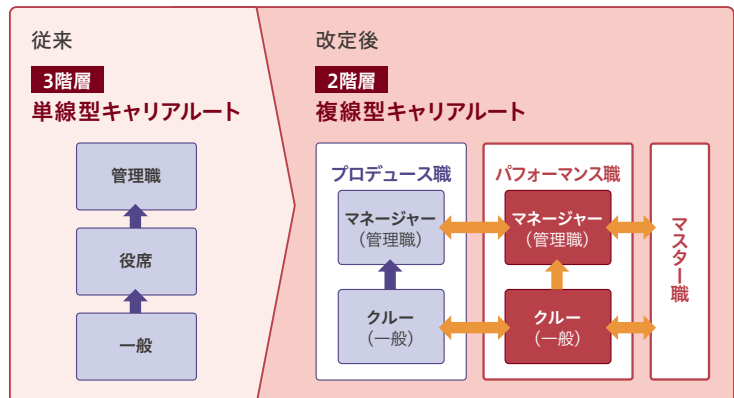 従来
3階層
単線型キャリアルート
管理職
役席
一般
改定後
2階層
複線型キャリアルート
プロデュース職
マネージャー
（管理職）
クルー
（一般）
パフォーマンス職
マネージャー
（管理職）
クルー
（一般）
マスター職